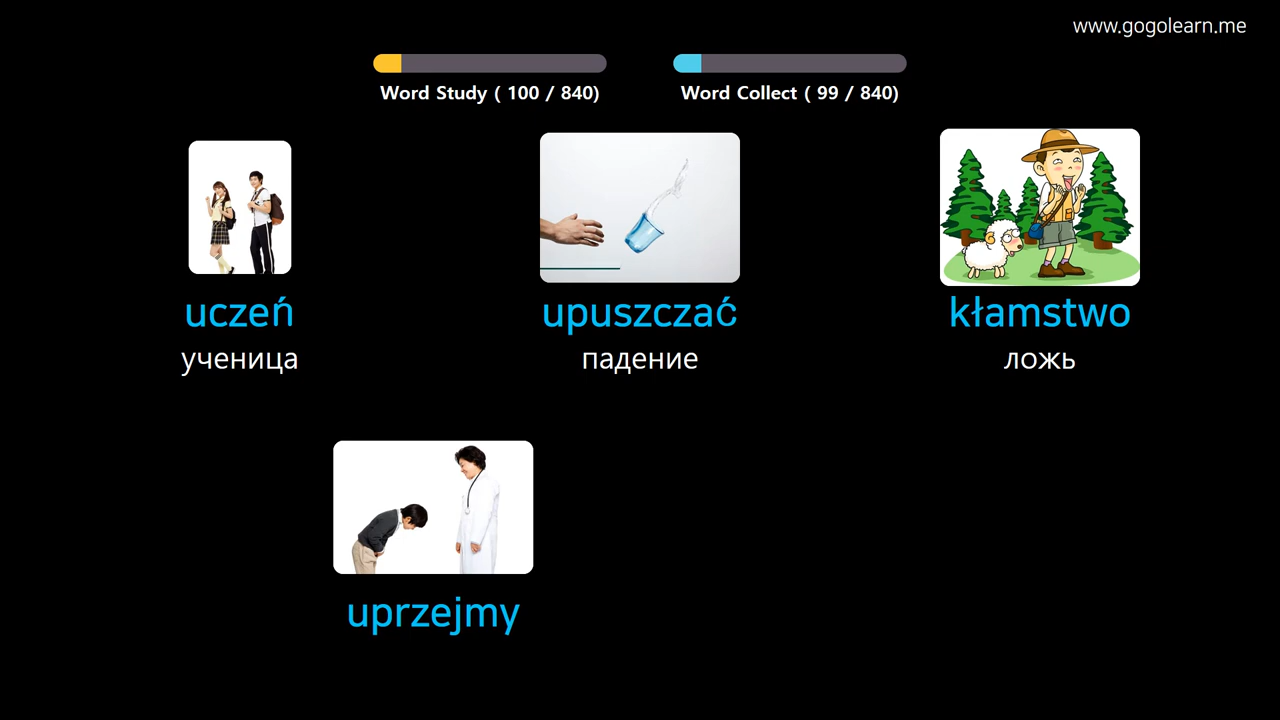 www.gogolearn.me
Word Study ( 100 / 840)
Word Collect ( 99 / 840)
uczeń
upuszczać
kłamstwo
ученица
падение
ложь
uprzejmy